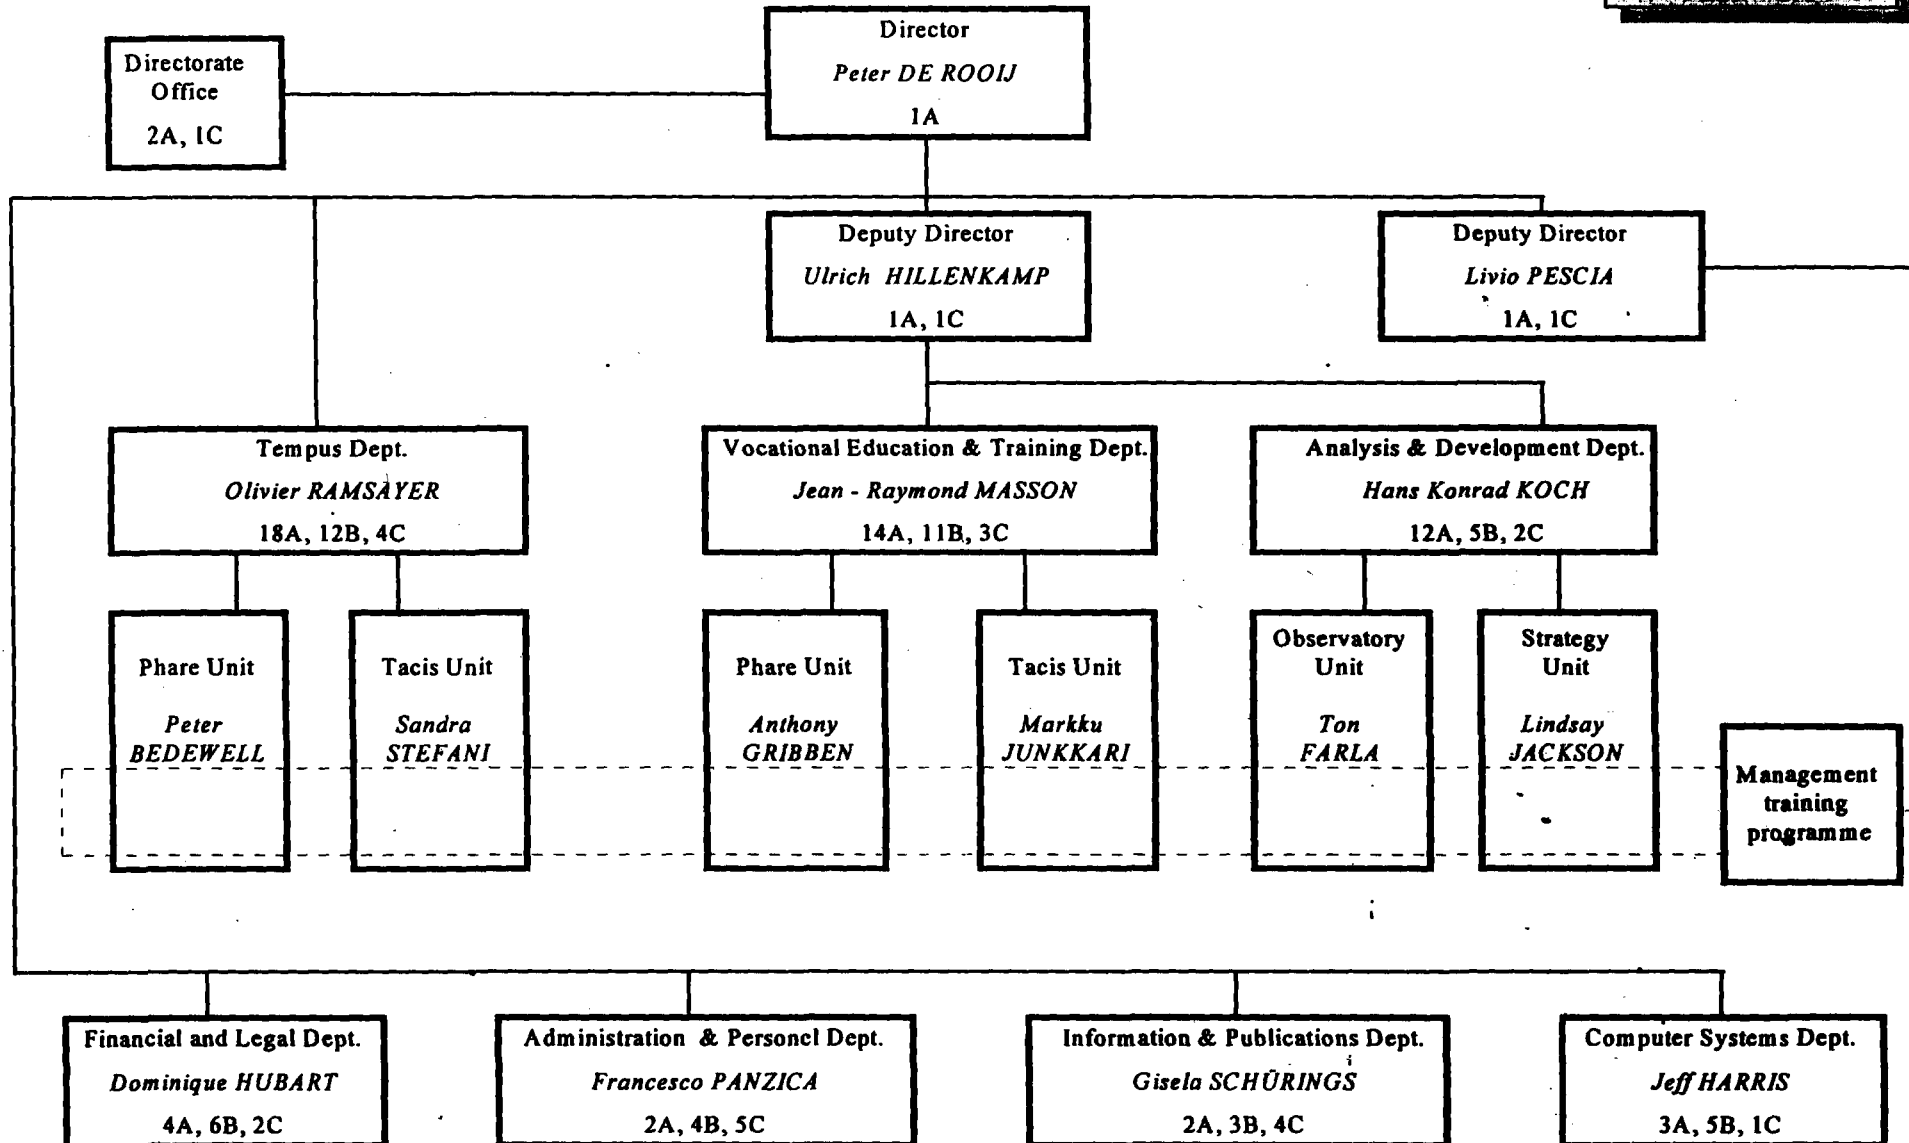 Director
Peter DE ROOIJ
1A
Directorate
Office
2A, 1C
Deputy Director
Ulrich HILLENKAMP
1A, 1C
Deputy Director
Livio PESCIA
1A, 1C
Tempus Dept.
Olivier RAMSAYER
18A, 12B, 4C
Vocational Education & Training Dept.
Jean - Raymond MASSON
14A, 11B, 3C
Analysis & Development Dept.
Hans Konrad KOCH
12A, 5B, 2C
Phare Unit
Peter
BEDEWELL
Tacis Unit
Sandra
STEFANI
Phare Unit
Anthony
GRIBBEN
Tacis Unit
Markku
JUNKKARI
Observatory
Unit
Ton
FARLA
Strategy
Unit
Lindsay
JACKSON
Management
training
programme
Financial and Legal Dept.
Dominique HUBART
4A, 6B, 2C
Administration & Personel Dept.
Francesco PANZICA
2A, 4B, 5C
Information & Publications Dept.
Gisela SCHÜRINGS
2A, 3B, 4C
Computer Systems Dept.
Jeff HARRIS
3A, 5B, 1C